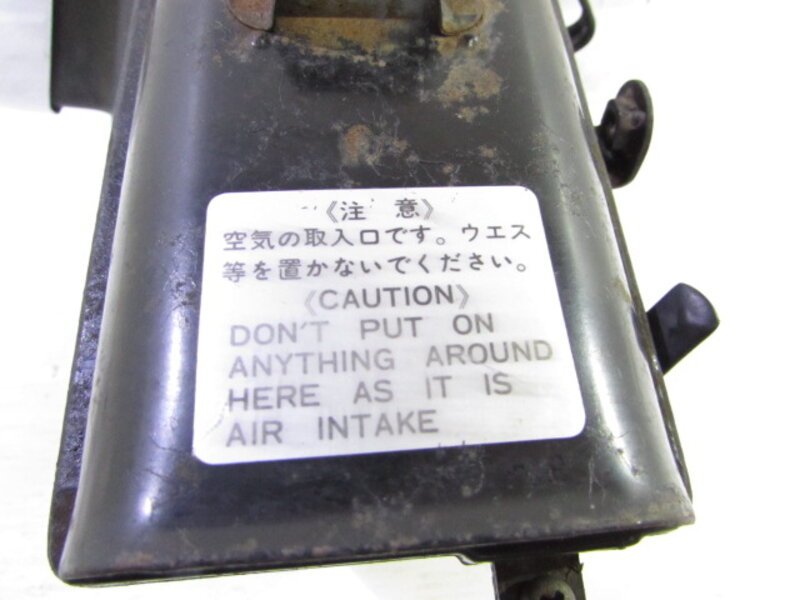 《注 意》
空気の取入口です。ウエス
等を置かないでください。
《CAUTION》
DON'T PUT ON
ANYTHING AROUND
HERE AS IT IS
AIR INTAKE